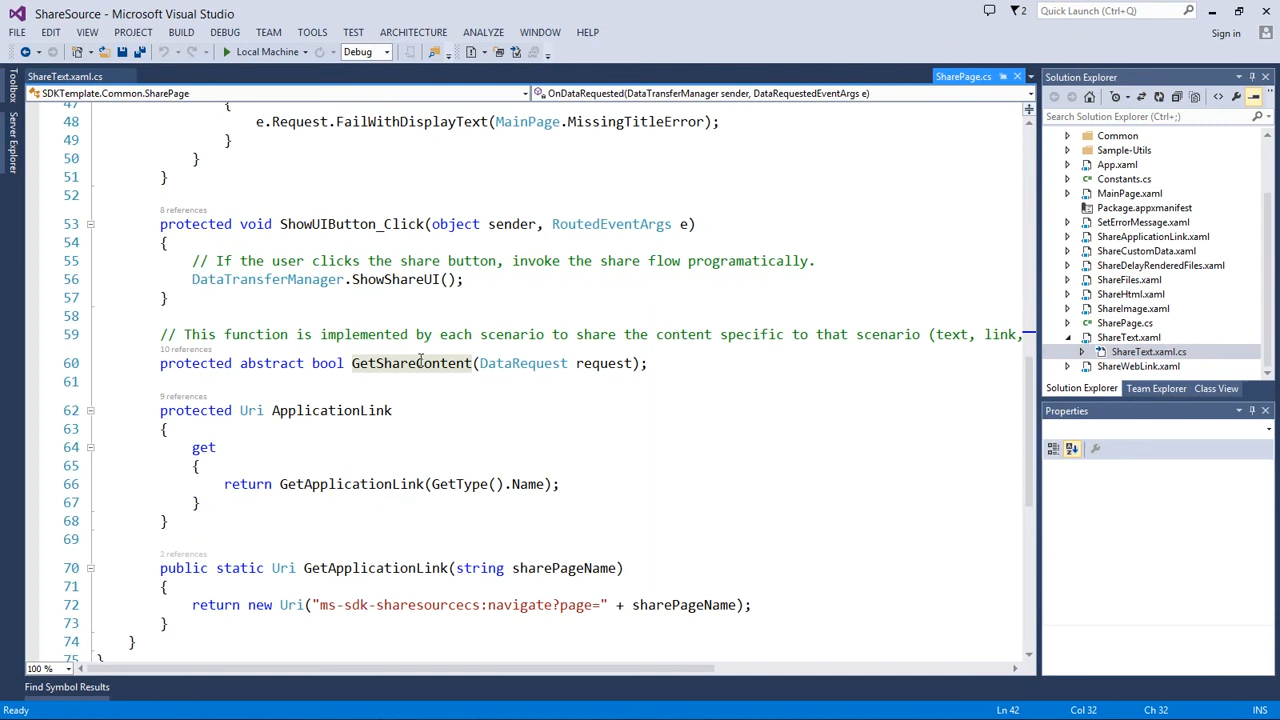 ShareSource - Microsoft Visual Studio
2
Quick Launch (Ctrl+Q)
FILE EDIT VIEW PROJECT BUILD DEBUG TEAM TOOLS TEST ARCHITECTURE ANALYZE WINDOW HELP
Sign in
Local Machine
Debug
Toolbox
Server Explorer
ShareText.xaml.cs
SharePage.cs
SDKTemplate.Common.SharePage
OnDataRequested(DataTransferManager sender, DataRequestedEventArgs e)
47 {
48 e.Request.FailWithDisplayText(MainPage.MissingTitleError);
49 }
50 }
51 }
52
8 references
53 protected void ShowUIButton_Click(object sender, RoutedEventArgs e)
54 {
55 // If the user clicks the share button, invoke the share flow programatically.
56 DataTransferManager.ShowShareUI();
57 }
58
59 // This function is implemented by each scenario to share the content specific to that scenario (text, link,
10 references
60 protected abstract bool GetShareContent(DataRequest request);
61
9 references
62 protected Uri ApplicationLink
63 {
64 get
65 {
66 return GetApplicationLink(GetType().Name);
67 }
68 }
69
2 references
70 public static Uri GetApplicationLink(string sharePageName)
71 {
72 return new Uri("ms-sdk-sharesourcecs:navigate?page=" + sharePageName);
73 }
74 }
75 }
100 %
Solution Explorer
Search Solution Explorer (Ctrl+;)
Common
Sample-Utils
App.xaml
Constants.cs
MainPage.xaml
Package.appxmanifest
SetErrorMessage.xaml
ShareApplicationLink.xaml
ShareCustomData.xaml
ShareDelayRenderedFiles.xaml
ShareFiles.xaml
ShareHtml.xaml
ShareImage.xaml
SharePage.cs
ShareText.xaml
ShareText.xaml.cs
ShareWebLink.xaml
Solution Explorer Team Explorer Class View
Properties
Find Symbol Results
Ready
Ln 42 Col 32 Ch 32 INS